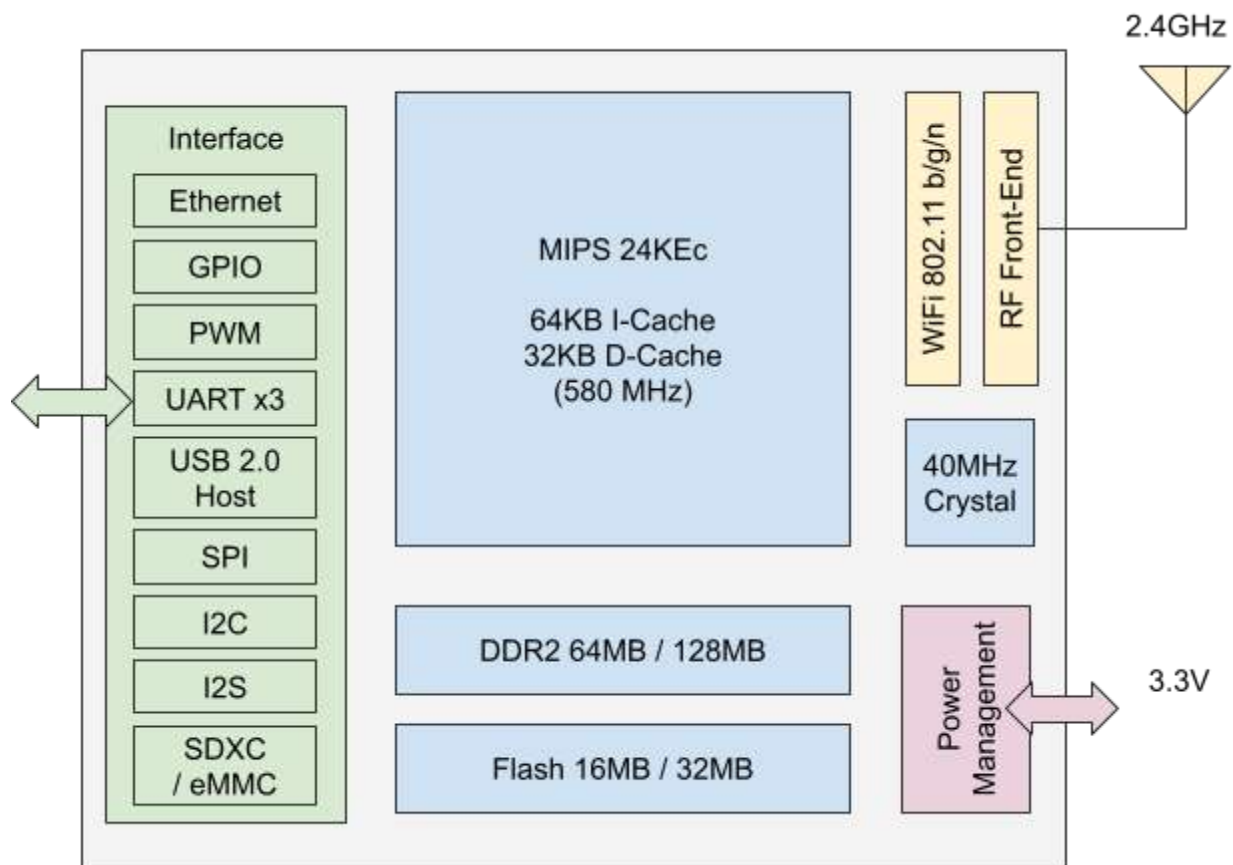 2.4GHz
Interface
Ethernet
GPIO
PWM
UART x3
USB 2.0
Host
SPI
I2C
I2S
SDXC
/ eMMC
MIPS 24KEc
64KB I-Cache
32KB D-Cache
(580 MHz)
DDR2 64MB / 128MB
Flash 16MB / 32MB
WiFi 802.11 b/g/n
RF Front-End
40MHz
Crystal
Power
Management
3.3V